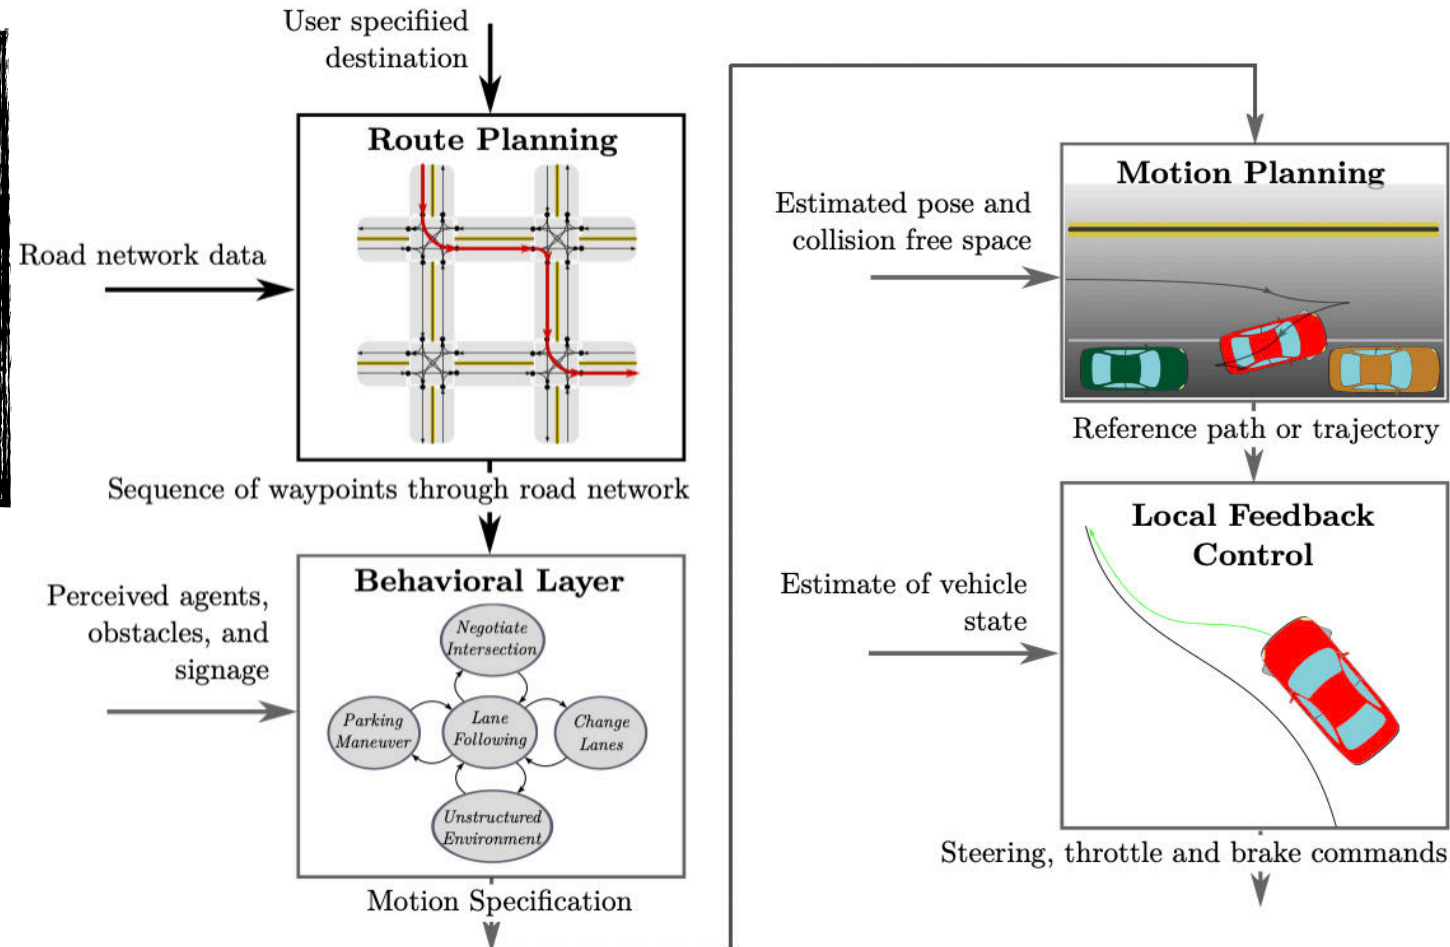 User specifiied
destination
Route Planning
Road network data
Sequence of waypoints through road network
Behavioral Layer
Perceived agents,
obstacles, and
signage
Negotiate
Intersection
Parking
Maneuver
Lane
Following
Change
Lanes
Unstructured
Environment
Motion Specification
Motion Planning
Estimated pose and
collision free space
Reference path or trajectory
Local Feedback
Control
Estimate of vehicle
state
Steering, throttle and brake commands